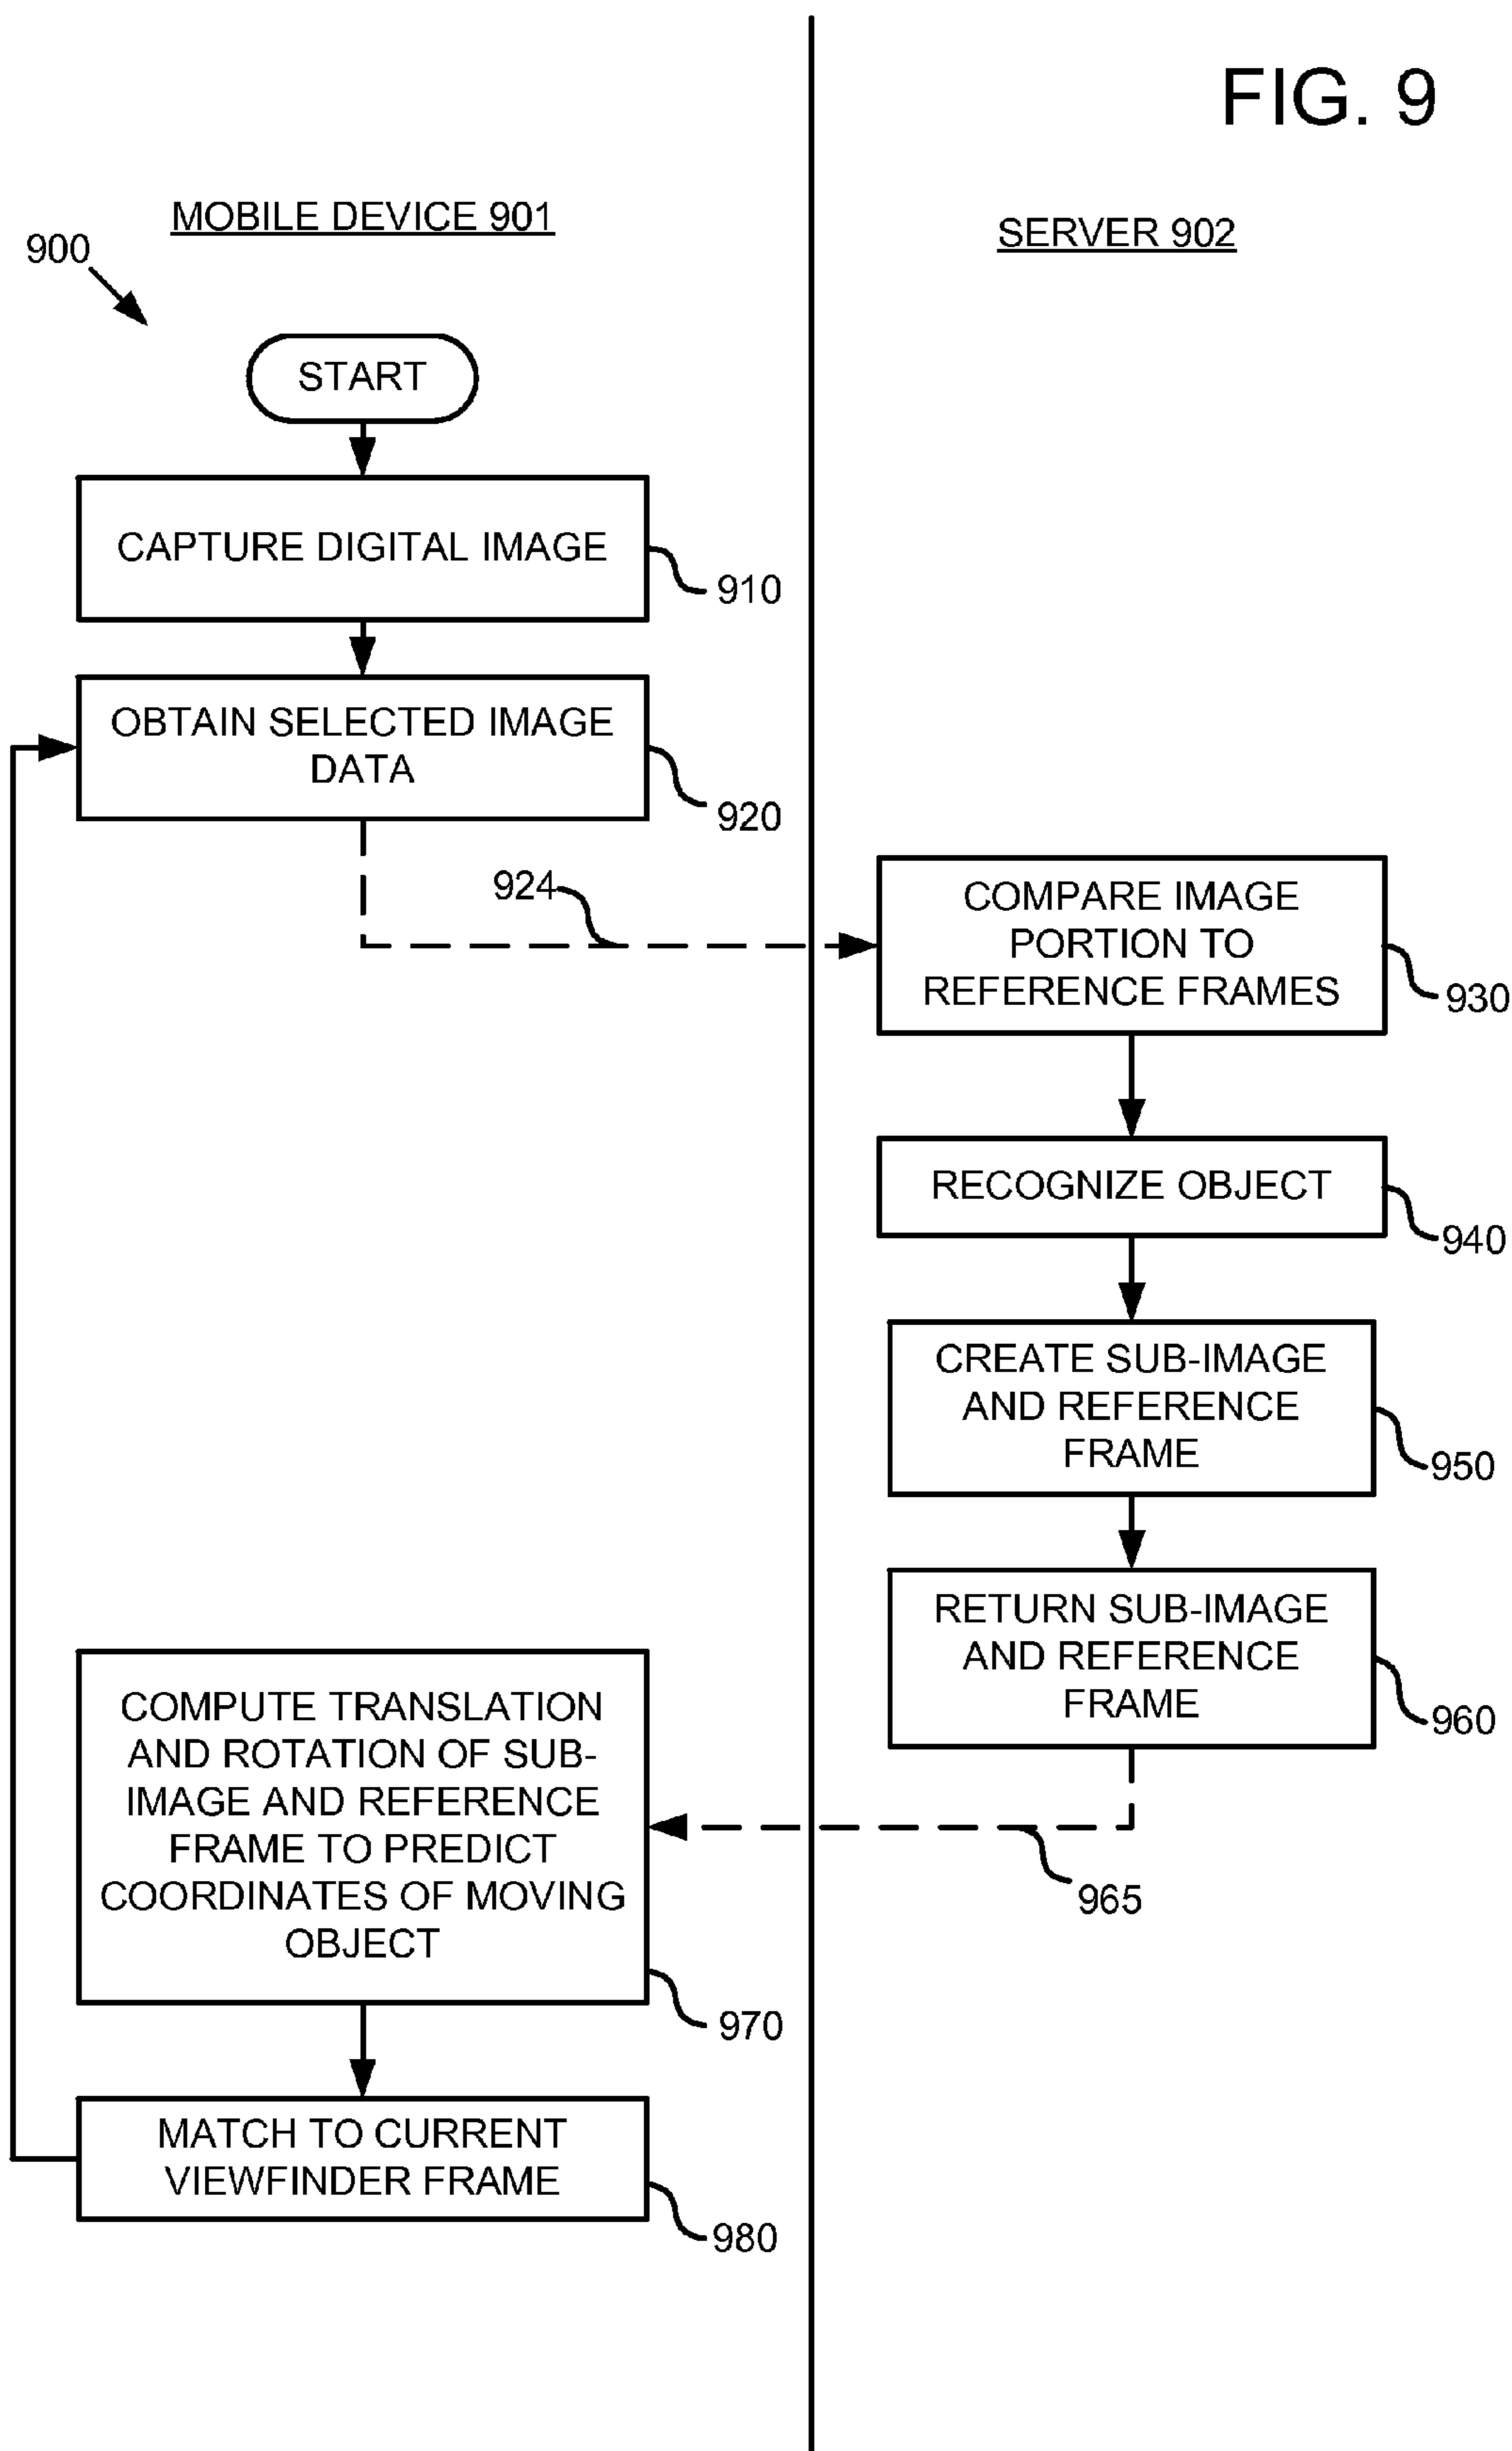 FIG. 9
MOBILE DEVICE 901
SERVER 902
900
START
CAPTURE DIGITAL IMAGE
910
OBTAIN SELECTED IMAGE
DATA
920
924
COMPARE IMAGE
PORTION TO
REFERENCE FRAMES
930
RECOGNIZE OBJECT
940
CREATE SUB-IMAGE
AND REFERENCE
FRAME
950
RETURN SUB-IMAGE
AND REFERENCE
FRAME
960
965
COMPUTE TRANSLATION
AND ROTATION OF SUB-
IMAGE AND REFERENCE
FRAME TO PREDICT
COORDINATES OF MOVING
OBJECT
970
MATCH TO CURRENT
VIEWFINDER FRAME
980